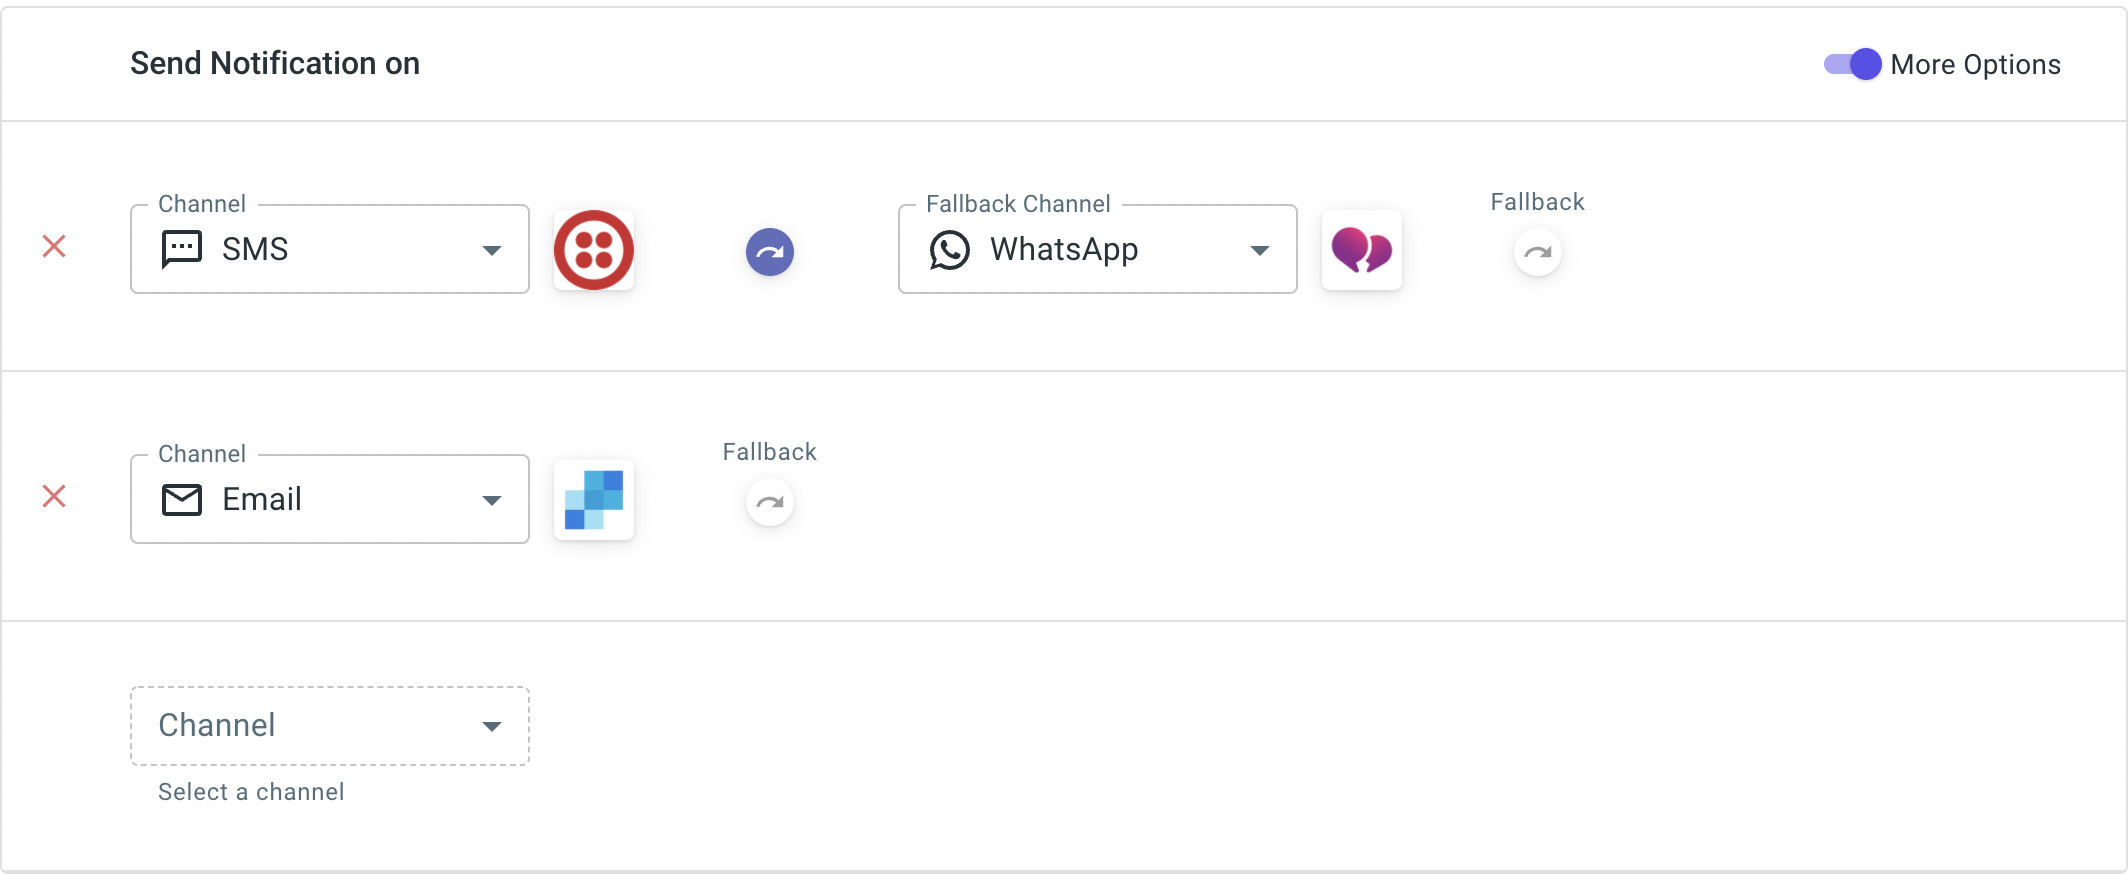 Send Notification on
More Options
Channel
SMS
Fallback Channel
WhatsApp
Fallback
Channel
Email
Fallback
Channel
Select a channel